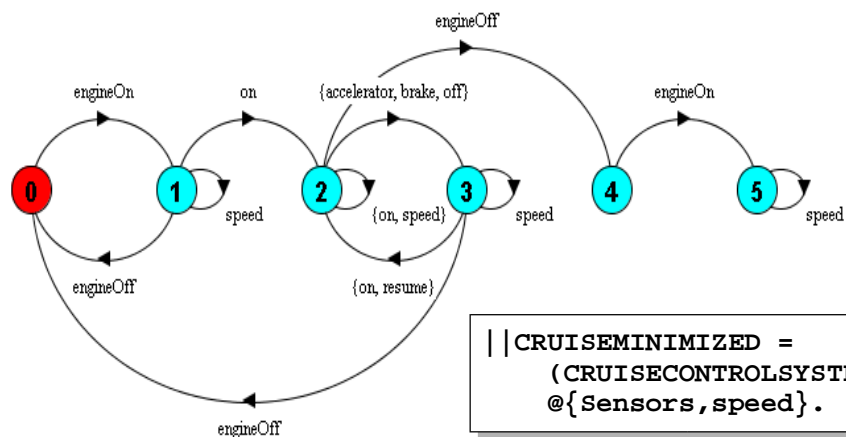 engineOff
engineOn
on
{accelerator, brake, off}
engineOn
0
1
2
3
4
5
speed
{on, speed}
speed
speed
engineOff
{on, resume}
||CRUISEMINIMIZED =
(CRUISECONTROLSYST
@{Sensors,speed}.
engineOff